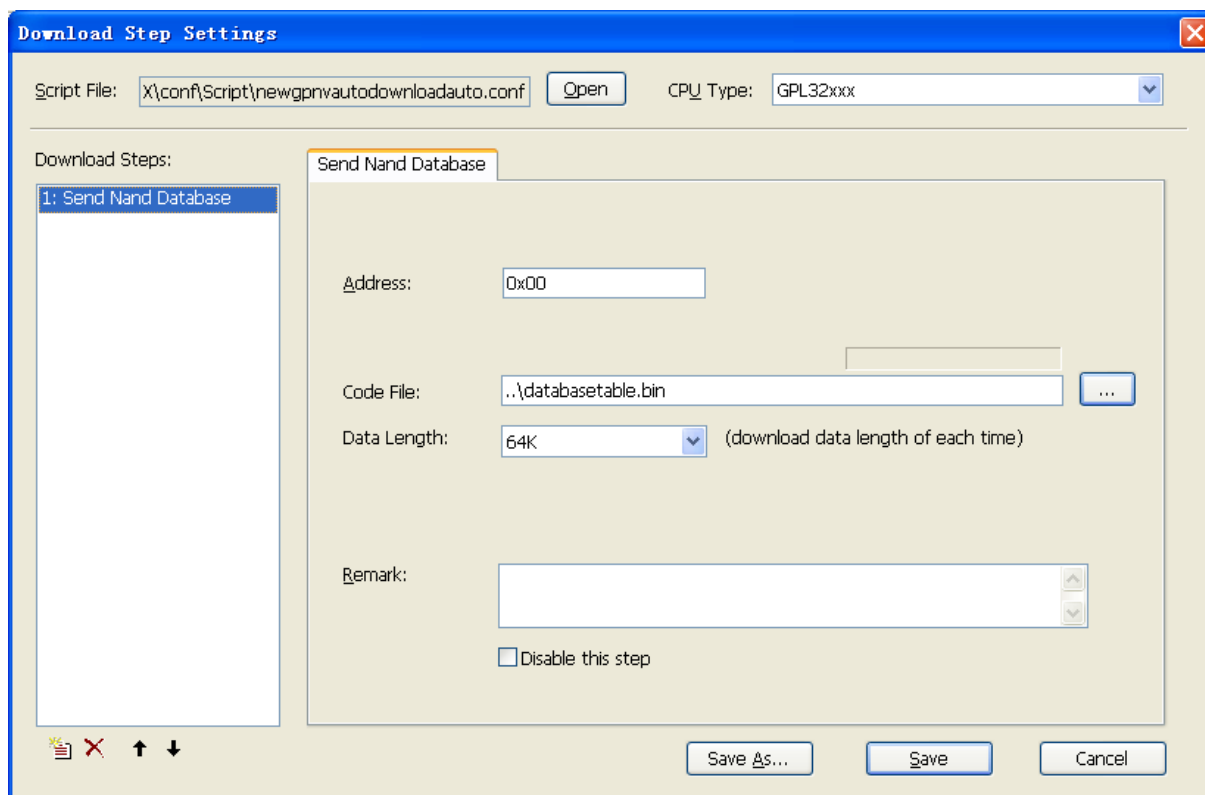 Download Step Settings
Script File: X\conf\Script\newgpnvautodownloadauto.conf Open CPU Type: GPL32xxx
Download Steps:
1: Send Nand Database
Send Nand Database
Address: 0x00
Code File: ..\databasetable.bin ...
Data Length: 64K (download data length of each time)
Remark:
Disable this step
Save As... Save Cancel